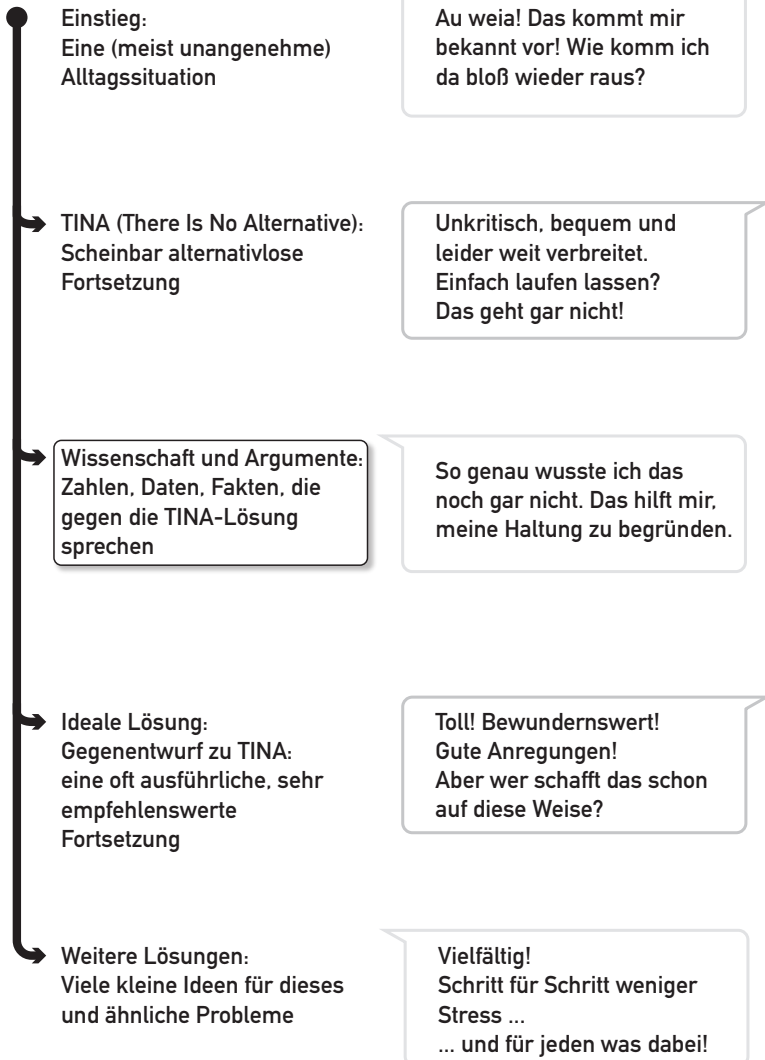 Einstieg:
Eine (meist unangenehme)
Alltagssituation
Au weia! Das kommt mir
bekannt vor! Wie komm ich
da bloß wieder raus?
TINA (There Is No Alternative):
Scheinbar alternativlose
Fortsetzung
Unkritisch, bequem und
leider weit verbreitet.
Einfach laufen lassen?
Das geht gar nicht!
Wissenschaft und Argumente:
Zahlen, Daten, Fakten, die
gegen die TINA-Lösung
sprechen
So genau wusste ich das
noch gar nicht. Das hilft mir,
meine Haltung zu begründen.
Ideale Lösung:
Gegenentwurf zu TINA:
eine oft ausführliche, sehr
empfehlenswerte
Fortsetzung
Toll! Bewundernswert!
Gute Anregungen!
Aber wer schafft das schon
auf diese Weise?
Weitere Lösungen:
Viele kleine Ideen für dieses
und ähnliche Probleme
Vielfältig!
Schritt für Schritt weniger
Stress ...
... und für jeden was dabei!